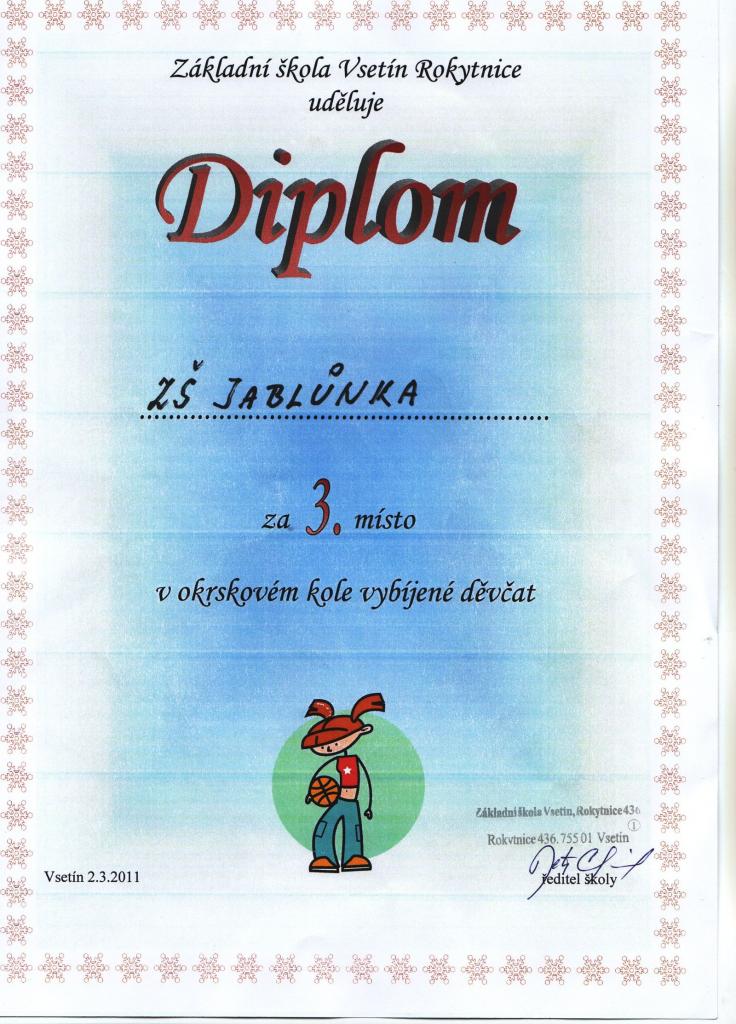 Základní škola Vsetín Rokytnice
uděluje
Diplom
ZŠ JABLŮNKA
za 3. místo
v okrskovém kole vybíjené děvčat
Základní škola Vsetín, Rokytnice 436
1
Rokytnice 436, 755 01 Vsetín
Vsetín 2.3.2011
ředitel školy